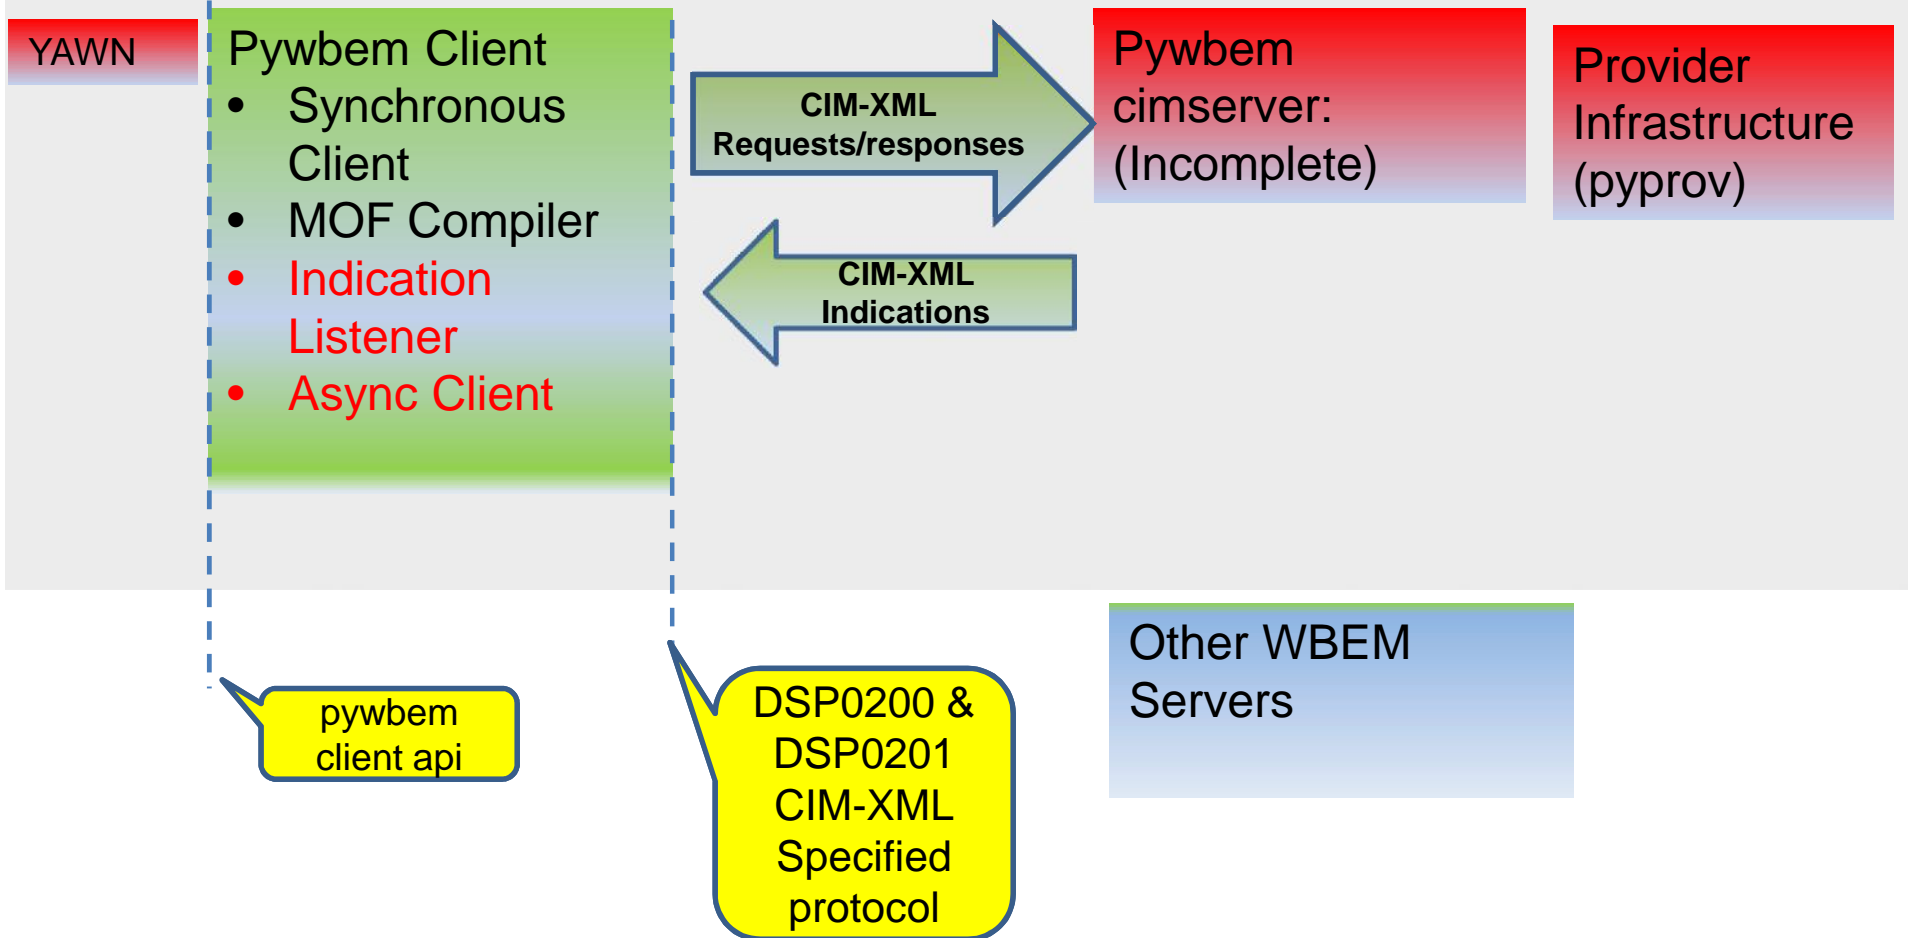 YAWN
Pywbem Client
• Synchronous
Client
• MOF Compiler
• Indication
Listener
• Async Client
CIM-XML
Requests/responses
CIM-XML
Indications
Pywbem
cimserver:
(Incomplete)
Provider
Infrastructure
(pyprov)
Other WBEM
Servers
pywbem
client api
DSP0200 &
DSP0201
CIM-XML
Specified
protocol